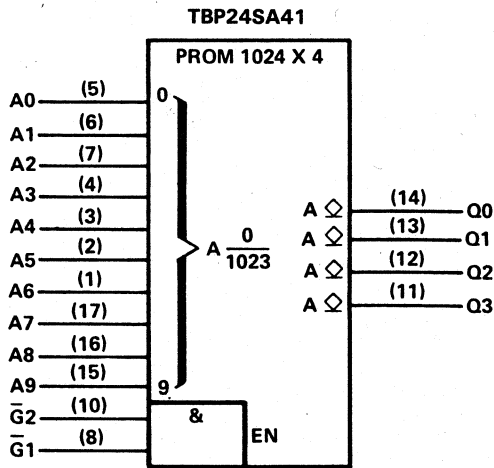 TBP24SA41
PROM 1024 X 4
A0 (5) 0
A1 (6)
A2 (7)
A3 (4)
A4 (3)
A5 (2)
A6 (1)
A7 (17)
A8 (16)
A9 (15) 9
G̅2 (10)
G̅1 (8)
A 0
1023
& EN
A (14) Q0
A (13) Q1
A (12) Q2
A (11) Q3